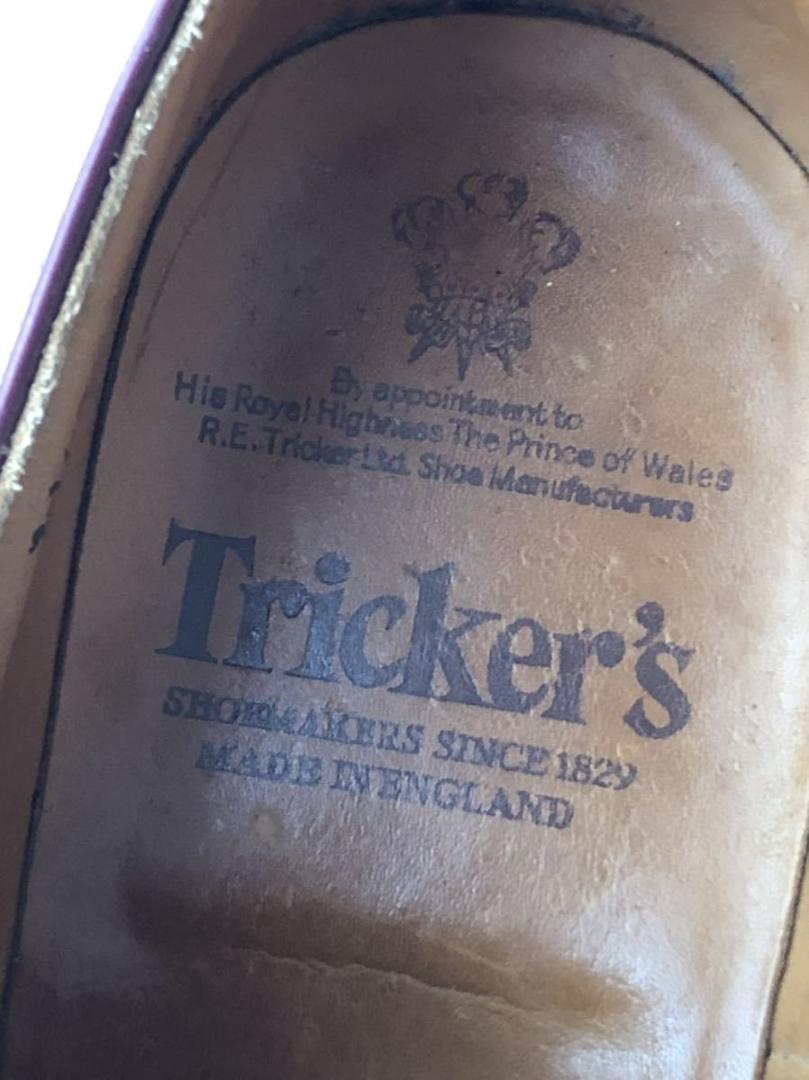 By appointment to
His Royal Highness The Prince of Wales
R.E. Tricker Ltd. Shoe Manufacturers
Tricker's
SHOEMAKERS SINCE 1829
MADE IN ENGLAND